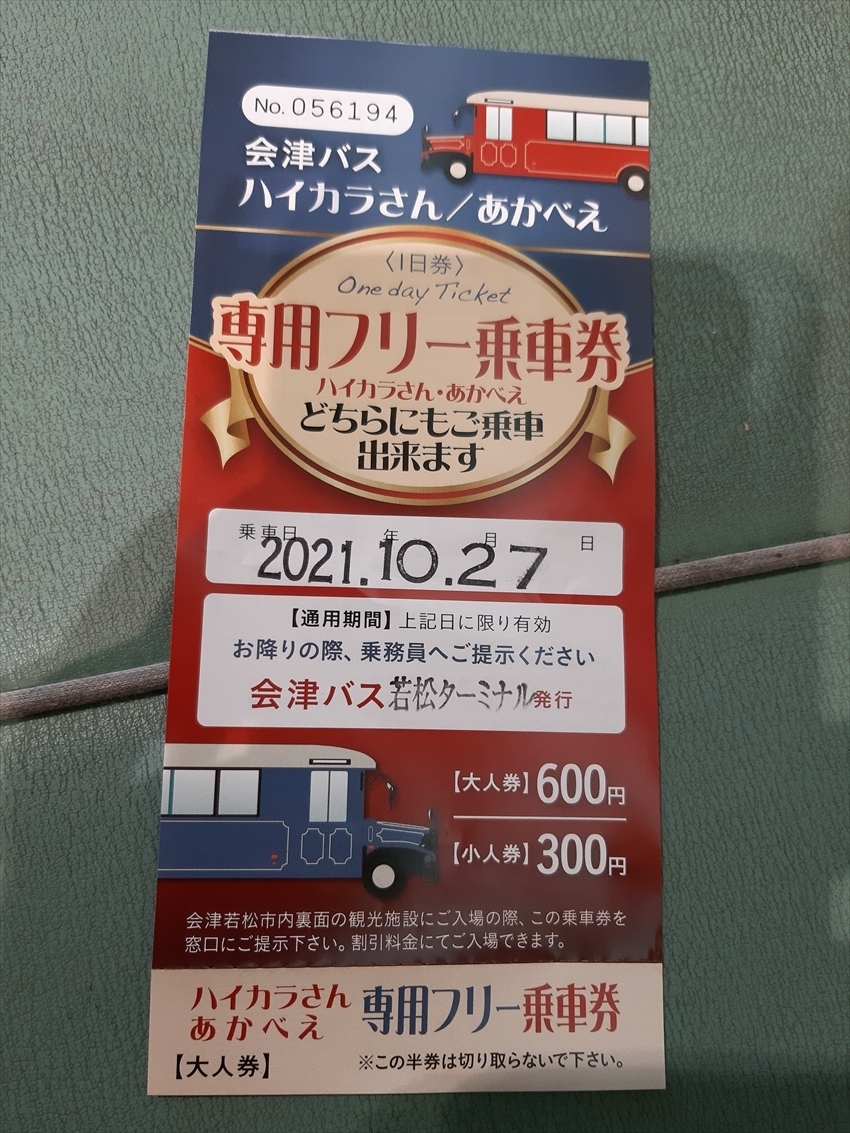 No. 056194
会津バス
ハイカラさん/あかべえ
〈1日券〉
One day Ticket
専用フリー乗車券
ハイカラさん・あかべえ
どちらにもご乗車
出来ます
乗車日 年 月 日
2021.10.27
【通用期間】上記日に限り有効
お降りの際、乗務員へご提示ください
会津バス若松ターミナル発行
【大人券】600円
【小人券】300円
会津若松市内裏面の観光施設にご入場の際、この乗車券を
窓口にご提示下さい。割引料金にてご入場できます。
ハイカラさん
あかべえ
専用フリー乗車券
【大人券】
※この半券は切り取らないで下さい。